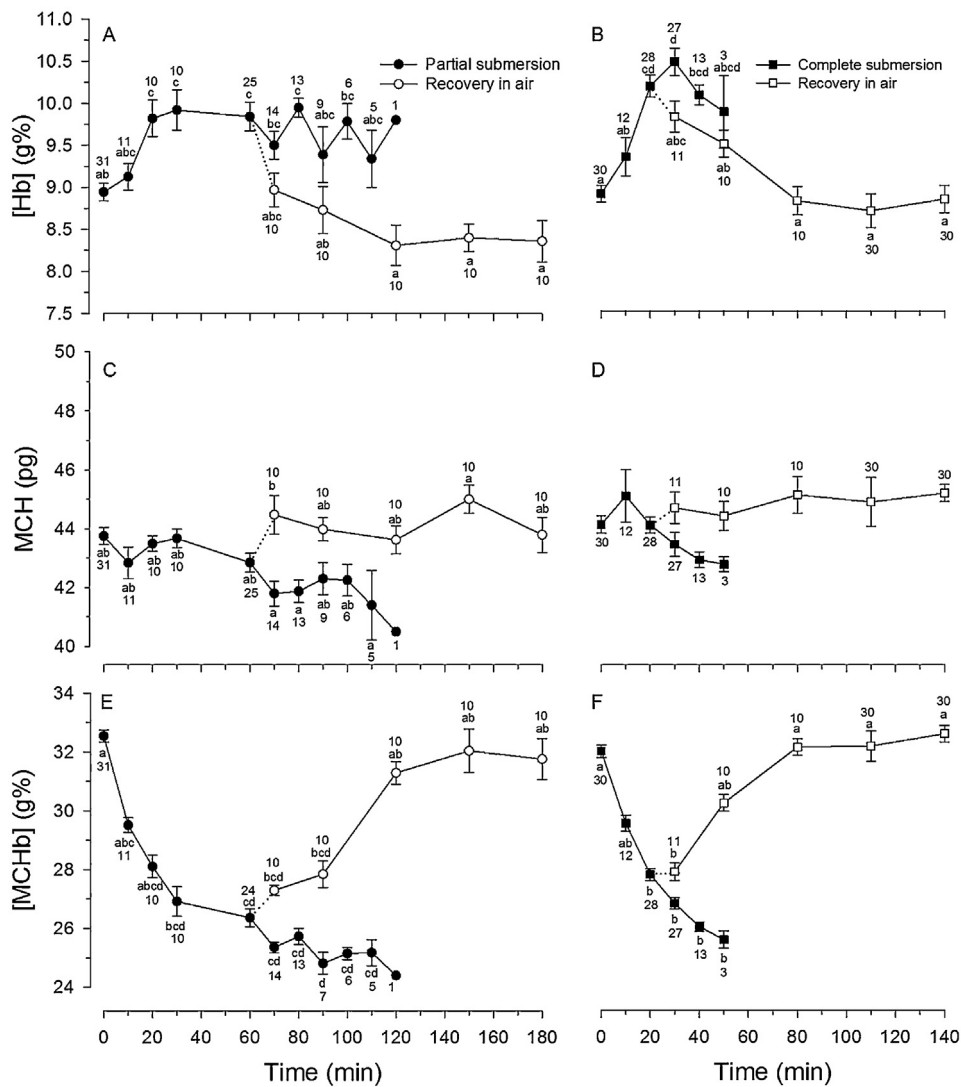 A
Partial submersion
Recovery in air
[Hb] (g%)
11.0
10.5
10.0
9.5
9.0
8.5
8.0
7.5
31
ab
11
abc
10
c
10
c
25
c
14
bc
13
c
9
abc
6
bc
5
abc
1
abc
10
ab
10
a
10
a
10
a
10
B
Complete submersion
Recovery in air
30
a
12
ab
28
cd
27
d
13
bcd
3
abcd
abc
11
ab
10
a
10
a
30
a
30
C
MCH (pg)
50
48
46
44
42
40
ab
31
ab
11
ab
10
ab
10
ab
25
a
14
a
13
ab
9
ab
6
a
5
1
10
b
10
ab
10
ab
10
a
10
ab
D
30
12
28
27
13
3
11
10
10
30
30
E
[MCHb] (g%)
34
32
30
28
26
24
a
31
abc
11
abcd
10
bcd
10
24
cd
cd
14
cd
13
d
7
cd
6
cd
5
1
10
bcd
10
bcd
10
ab
10
ab
10
ab
0 20 40 60 80 100 120 140 160 180
Time (min)
F
a
30
ab
12
b
28
b
27
b
13
b
3
11
b
10
ab
10
a
30
a
30
a
0 20 40 60 80 100 120 140
Time (min)